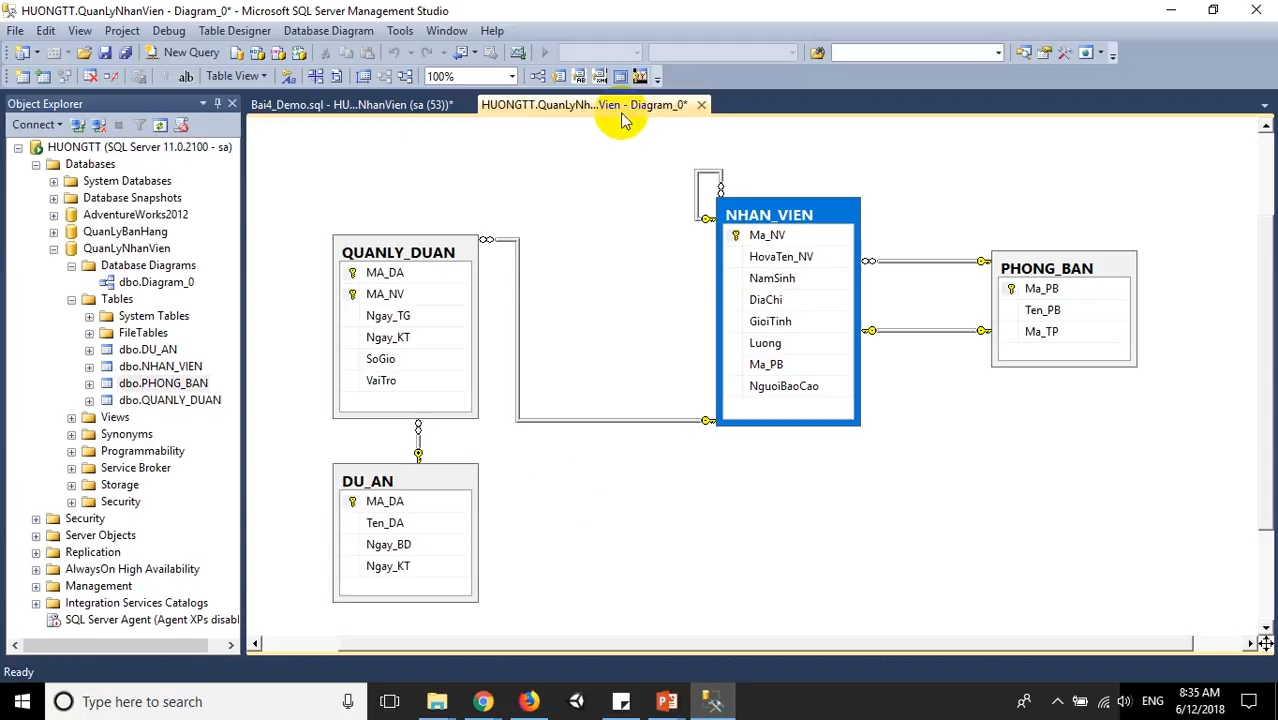 HUONGTT.QuanLyNhanVien - Diagram_0* - Microsoft SQL Server Management Studio
File Edit View Project Debug Table Designer Database Diagram Tools Window Help
New Query
Table View 100%
Object Explorer
Bai4_Demo.sql - HU...NhanVien (sa (53))* HUONGTT.QuanLyNh...Vien - Diagram_0*
Connect
HUONGTT (SQL Server 11.0.2100 - sa)
Databases
System Databases
Database Snapshots
AdventureWorks2012
QuanLyBanHang
QuanLyNhanVien
Database Diagrams
dbo.Diagram_0
Tables
System Tables
FileTables
dbo.DU_AN
dbo.NHAN_VIEN
dbo.PHONG_BAN
dbo.QUANLY_DUAN
Views
Synonyms
Programmability
Service Broker
Storage
Security
Security
Server Objects
Replication
AlwaysOn High Availability
Management
Integration Services Catalogs
SQL Server Agent (Agent XPs disabl
QUANLY_DUAN
MA_DA
MA_NV
Ngay_TG
Ngay_KT
SoGio
VaiTro
DU_AN
MA_DA
Ten_DA
Ngay_BD
Ngay_KT
NHAN_VIEN
Ma_NV
HovaTen_NV
NamSinh
DiaChi
GioiTinh
Luong
Ma_PB
NguoiBaoCao
PHONG_BAN
Ma_PB
Ten_PB
Ma_TP
Ready
Type here to search
ENG
8:35 AM
6/12/2018